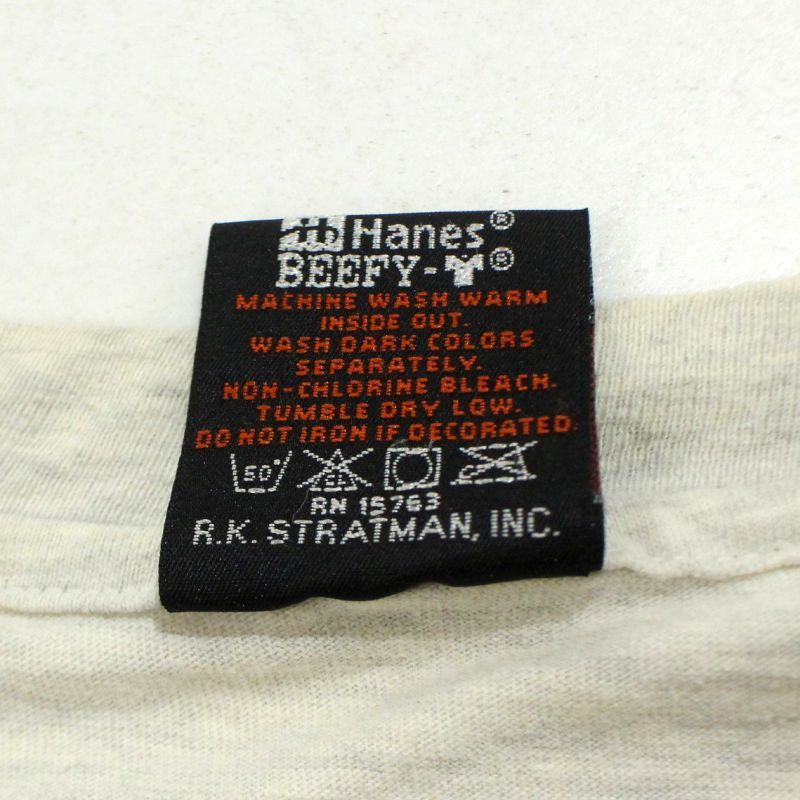 Hanes®
BEEFY-T®
MACHINE WASH WARM
INSIDE OUT.
WASH DARK COLORS
SEPARATELY.
NON-CHLORINE BLEACH.
TUMBLE DRY LOW.
DO NOT IRON IF DECORATED.
50° CL
RN 15763
R.K. STRATMAN, INC.